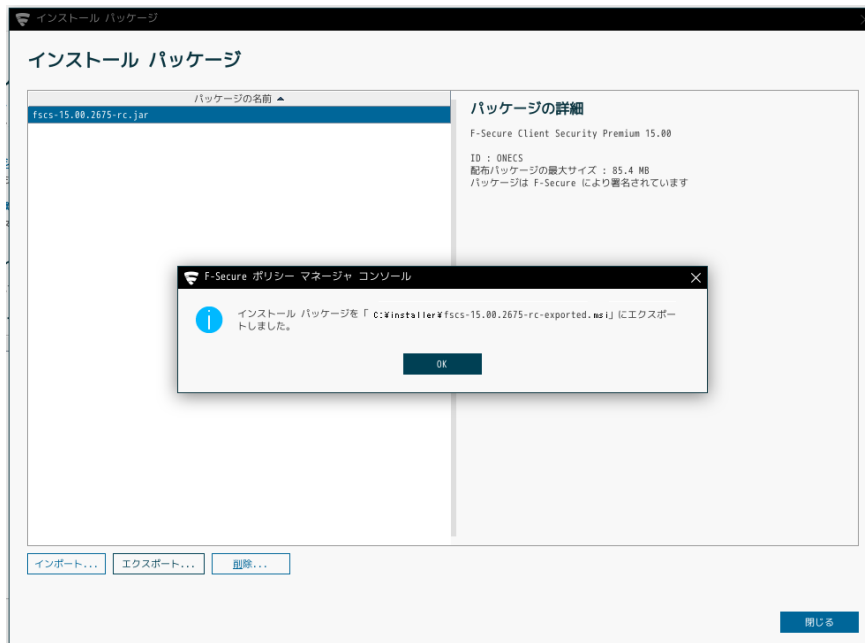 インストール パッケージ
インストール パッケージ
パッケージの名前
fscs-15.00.2675-rc.jar
パッケージの詳細
F-Secure Client Security Premium 15.00
ID : ONECS
配布パッケージの最大サイズ : 85.4 MB
パッケージは F-Secure により署名されています
F-Secure ポリシー マネージャ コンソール
インストール パッケージを「 C:¥installer¥fscs-15.00.2675-rc-exported.msi」にエクスポー
トしました。
OK
インポート...
エクスポート...
削除...
閉じる